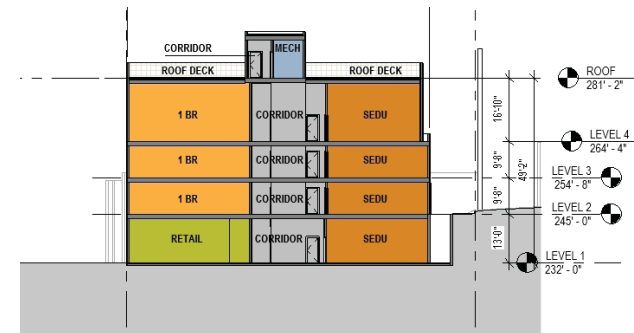 CORRIDOR
MECH
ROOF DECK
ROOF DECK
ROOF
281' - 2"
1 BR
CORRIDOR
SEDU
16'-10"
LEVEL 4
264' - 4"
1 BR
CORRIDOR
SEDU
9'-8"
49'-2"
LEVEL 3
254' - 8"
1 BR
CORRIDOR
SEDU
9'-8"
LEVEL 2
245' - 0"
RETAIL
CORRIDOR
SEDU
13'-0"
LEVEL 1
232' - 0"